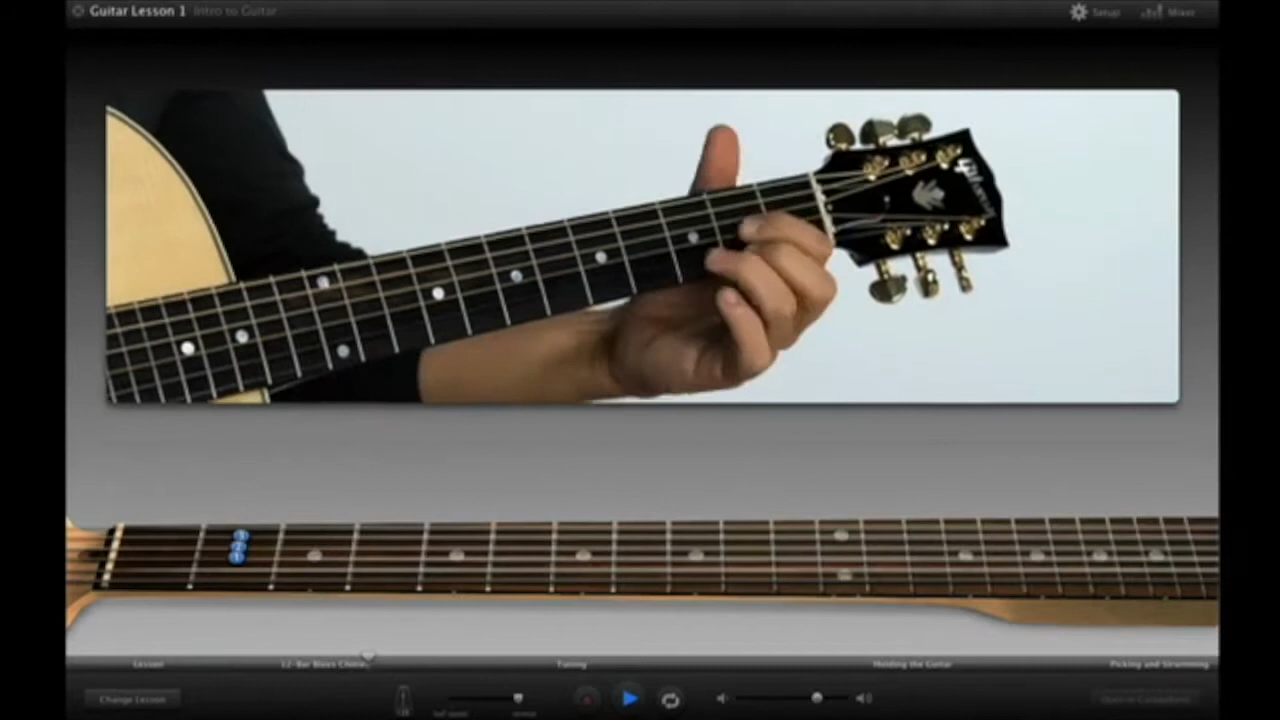 Guitar Lesson 1 Intro to Guitar
Setup Mixer
Gibson
Lesson 12-Bar Blues Tuning Holding the Guitar Picking and Strumming
Change Lesson